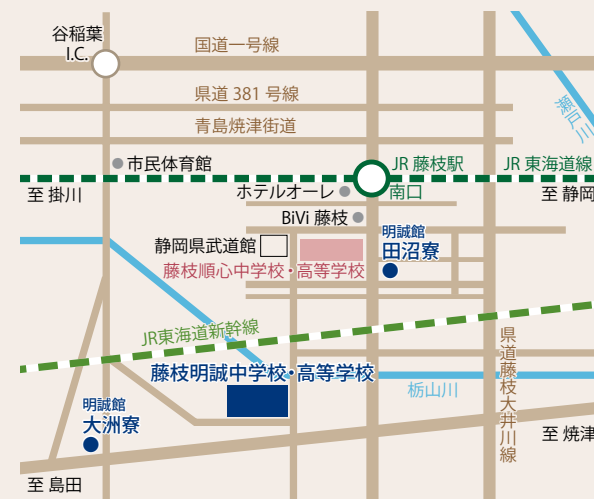 谷稲葉
I.C.
国道一号線
県道 381 号線
青島焼津街道
瀬戸川
市民体育館
JR 藤枝駅
JR 東海道線
至 掛川
ホテルオーレ
南口
至 静岡
BiVi 藤枝
静岡県武道館
明誠館
田沼寮
藤枝順心中学校・高等学校
JR東海道新幹線
県道藤枝大井川線
藤枝明誠中学校・高等学校
栃山川
明誠館
大洲寮
至 焼津
至 島田